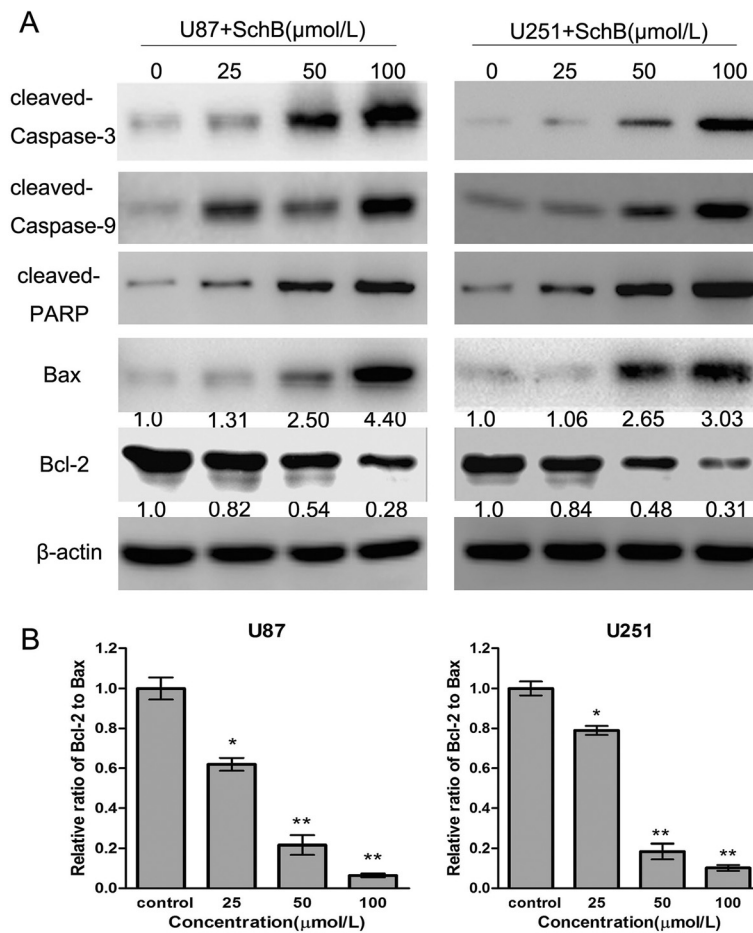 A
U87+SchB(μmol/L)
U251+SchB(μmol/L)
0 25 50 100
0 25 50 100
cleaved-
Caspase-3
cleaved-
Caspase-9
cleaved-
PARP
Bax
1.0 1.31 2.50 4.40
1.0 1.06 2.65 3.03
Bcl-2
1.0 0.82 0.54 0.28
1.0 0.84 0.48 0.31
β-actin
B
U87
Relative ratio of Bcl-2 to Bax
1.2
1.0
0.8
0.6
0.4
0.2
0.0
*
**
**
control 25 50 100
Concentration(μmol/L)
U251
Relative ratio of Bcl-2 to Bax
1.2
1.0
0.8
0.6
0.4
0.2
0.0
*
**
**
control 25 50 100
Concentration(μmol/L)